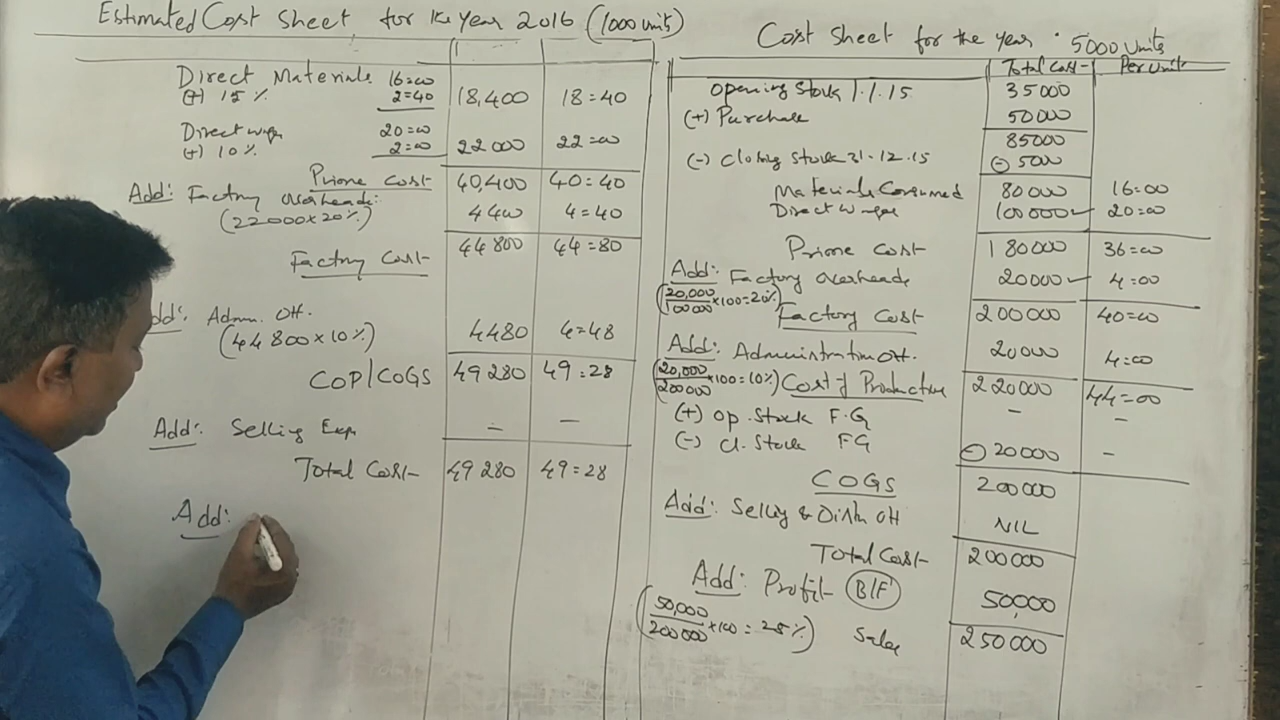 Estimated Cost Sheet for the Year 2016 (1000 units)
Direct Materials 16=00
(+) 15% 2=40 18,400 18=40
Direct wages 20=00
(+) 10% 2=00 22000 22=00
Prime Cost 40,400 40=40
Add: Factory overheads:
(22000×20%) 4400 4=40
Factory Cost 44800 44=80
Add: Admn. OH.
(44800×10%) 4480 4=48
COP/COGS 49280 49=28
Add: Selling Exp - -
Total Cost 49280 49=28
Add:
Cost Sheet for the year 5000 Units
Total Cost Per Unit
Opening Stock 1.1.15 35000
(+) Purchase 50000
85000
(-) Closing Stock 31-12.15 (-) 5000
Materials Consumed 80000 16=00
Direct wages 100000 20=00
Prime Cost 180000 36=00
Add: Factory overheads 20000 4=00
(20,000/100000 ×100=20%)
Factory Cost 200000 40=00
Add: Administration OH. 20000 4=00
(20,000/200000 ×100=10%) Cost of Production 220000 44=00
(+) Op. Stock F.G - -
(-) Cl. Stock FG (-) 20000 -
COGS 200000
Add: Selling & Distn OH NIL
Total Cost 200000
Add: Profit B/F 50,000
(50,000/200000 ×100=25%) Sales 250000